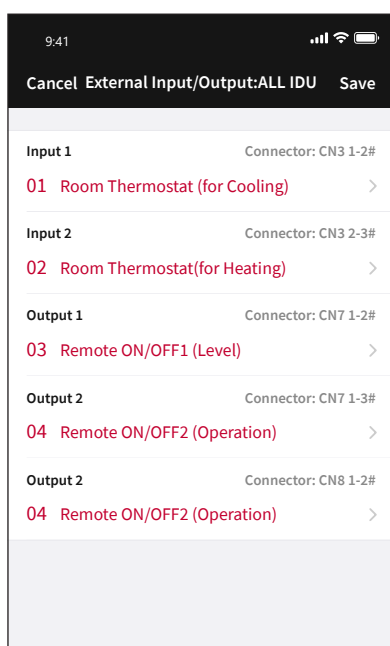 9:41
Cancel External Input/Output:ALL IDU Save
Input 1 Connector: CN3 1-2#
01 Room Thermostat (for Cooling)
Input 2 Connector: CN3 2-3#
02 Room Thermostat(for Heating)
Output 1 Connector: CN7 1-2#
03 Remote ON/OFF1 (Level)
Output 2 Connector: CN7 1-3#
04 Remote ON/OFF2 (Operation)
Output 2 Connector: CN8 1-2#
04 Remote ON/OFF2 (Operation)